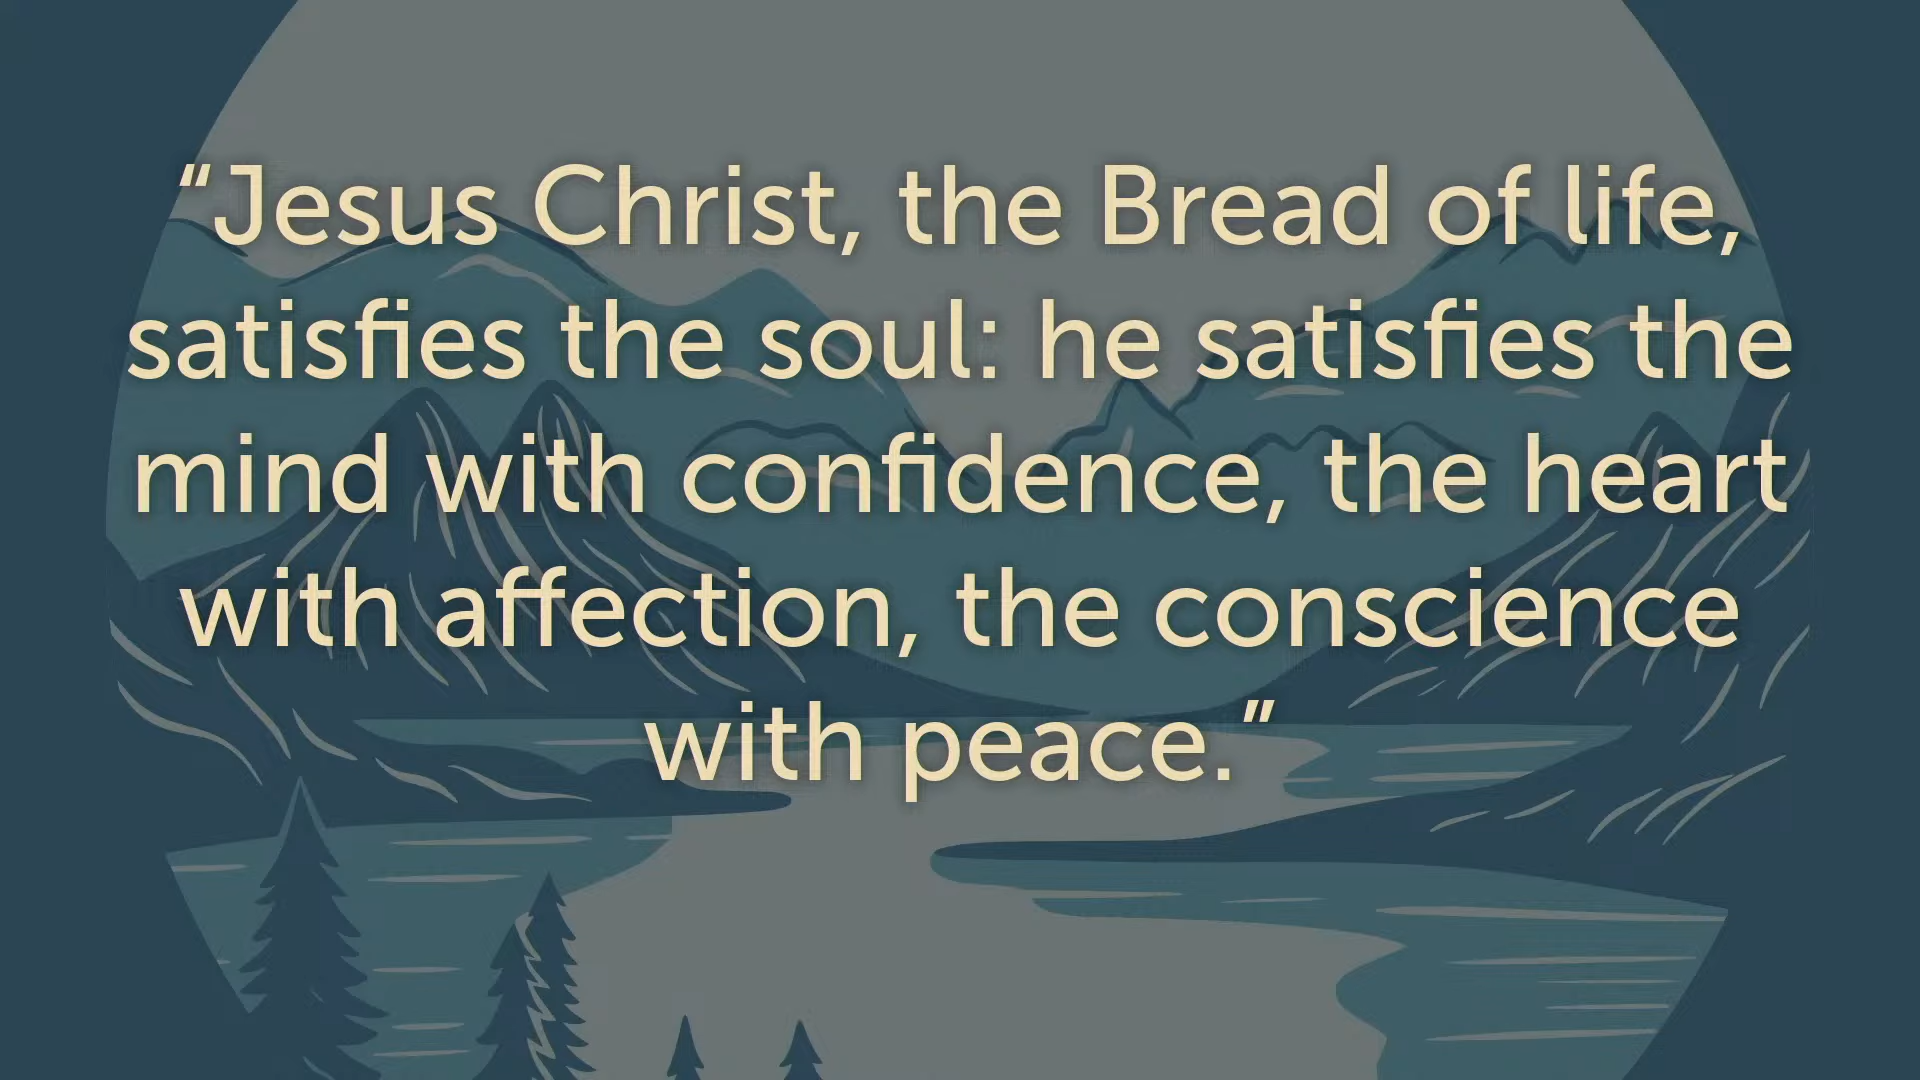 “Jesus Christ, the Bread of life,
satisfies the soul: he satisfies the
mind with confidence, the heart
with affection, the conscience
with peace.”